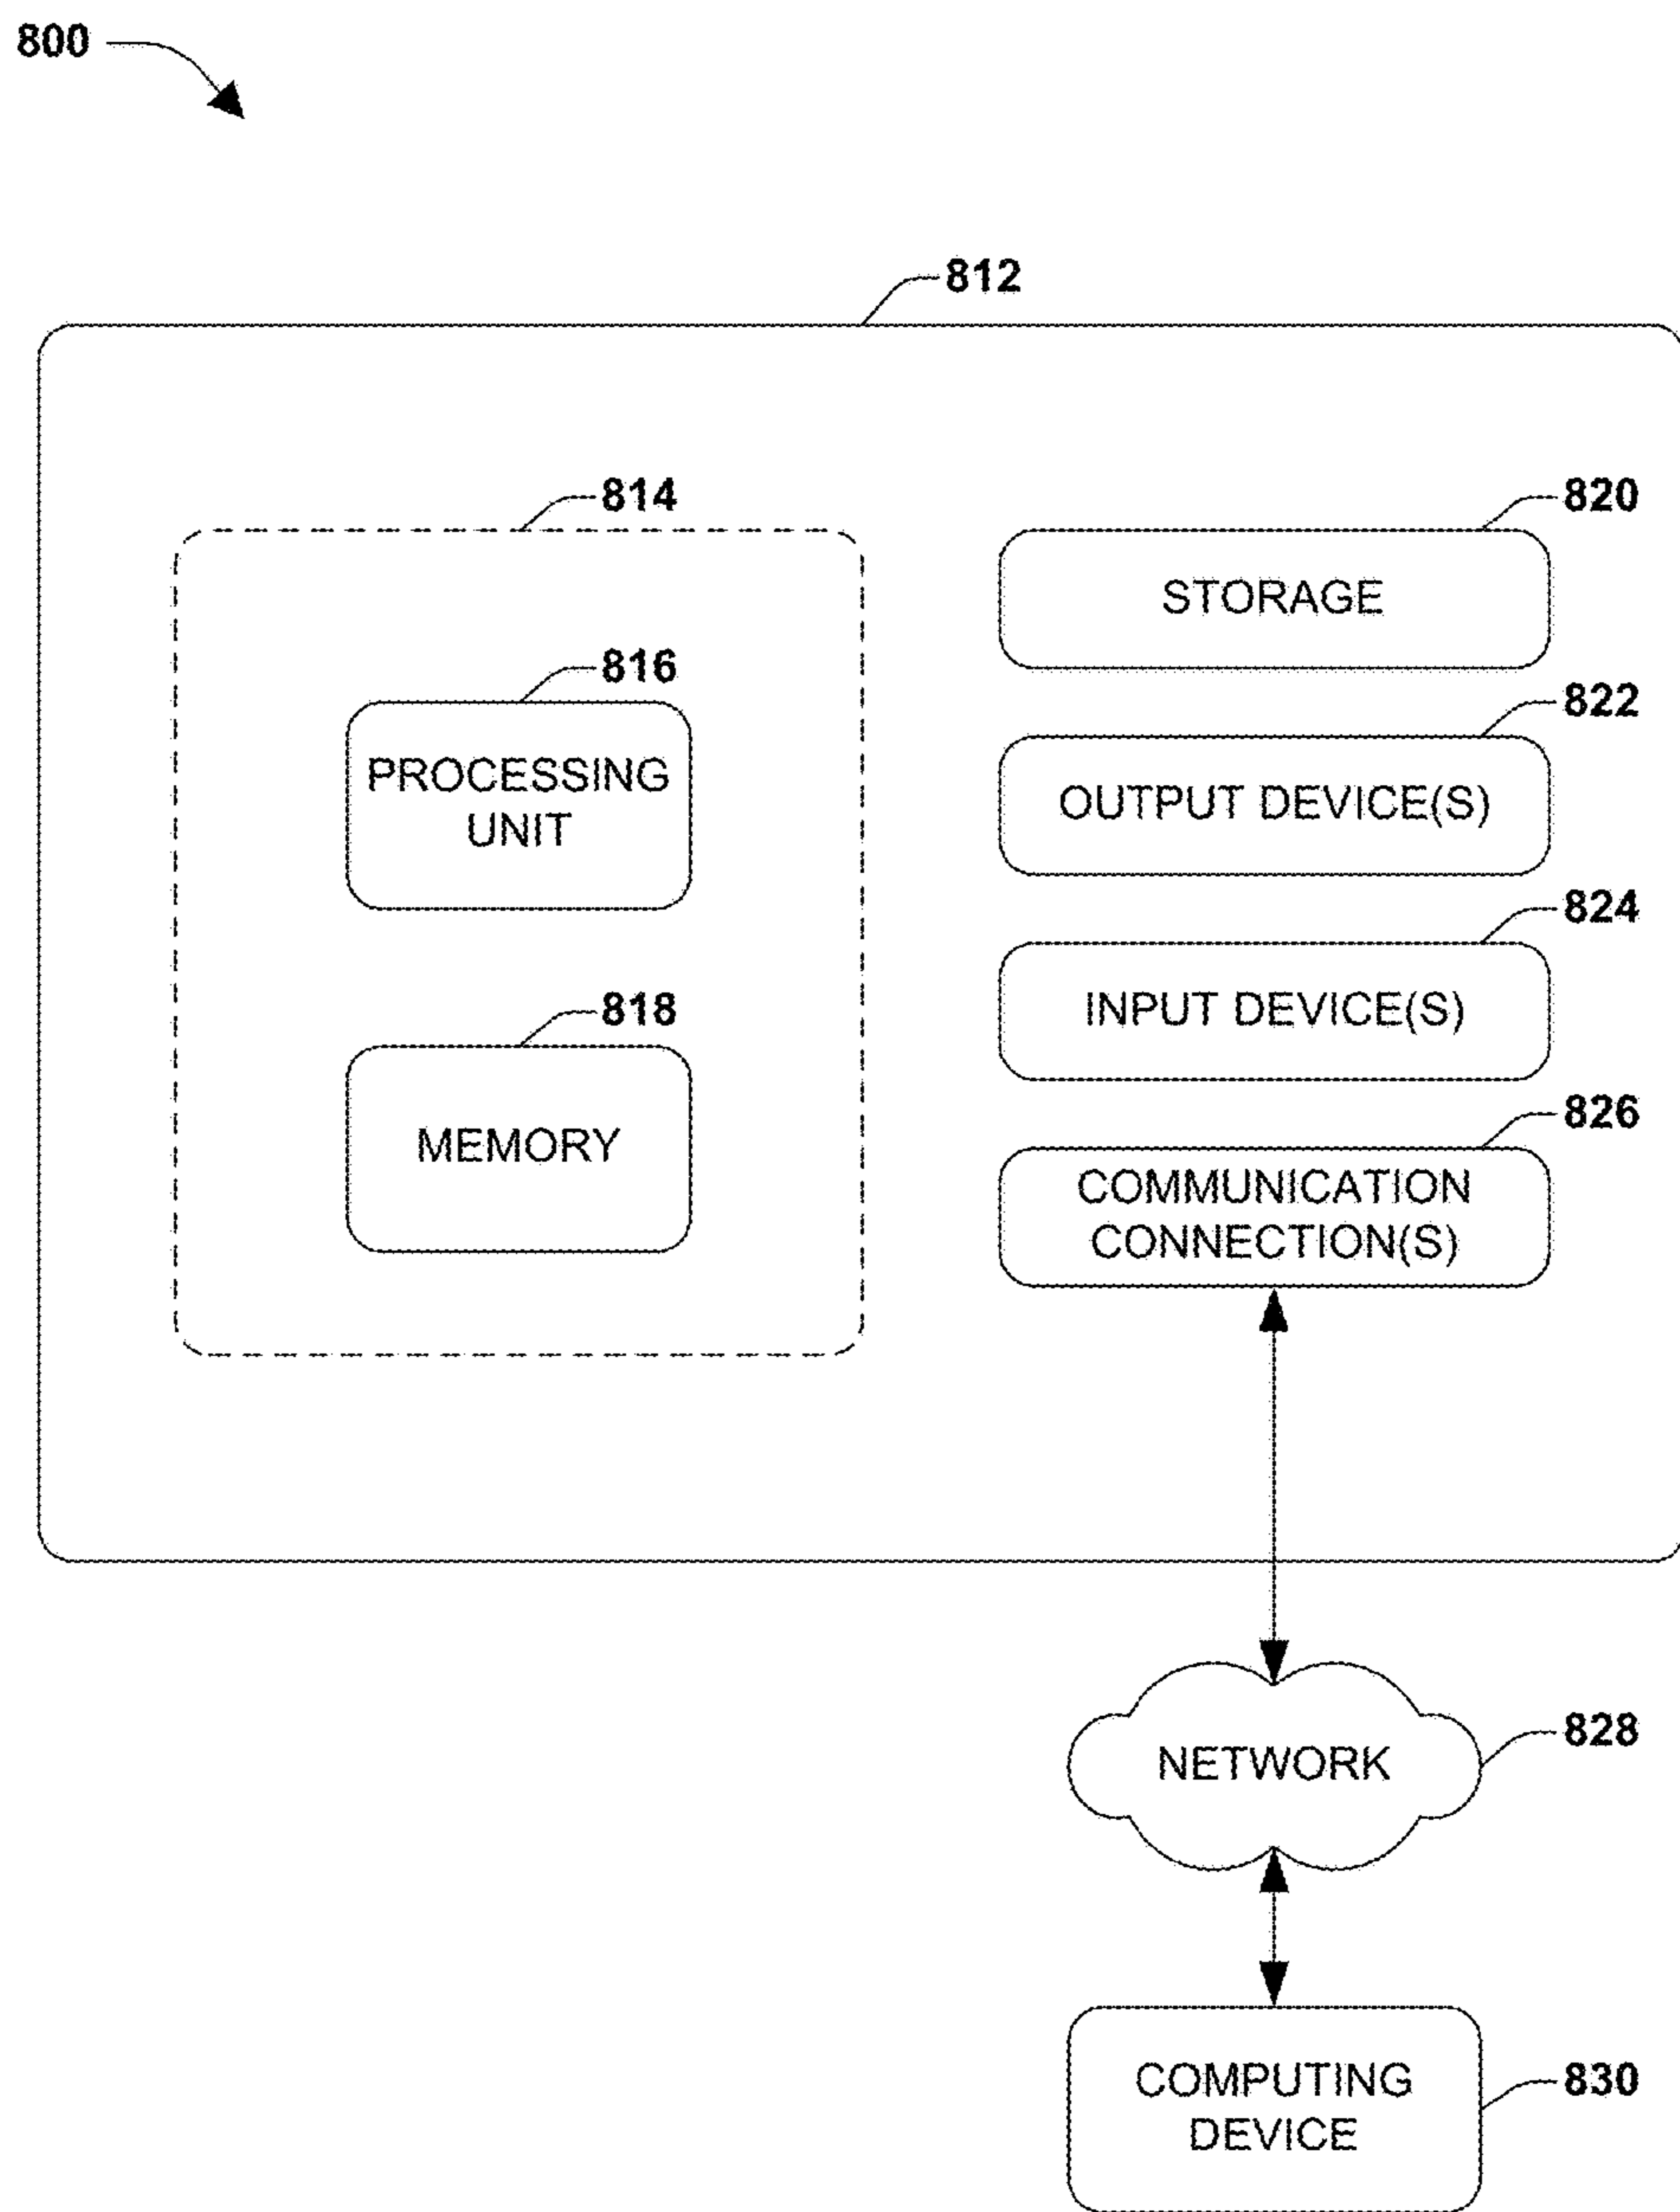 800
812
814
816
PROCESSING
UNIT
818
MEMORY
820
STORAGE
822
OUTPUT DEVICE(S)
824
INPUT DEVICE(S)
826
COMMUNICATION
CONNECTION(S)
828
NETWORK
830
COMPUTING
DEVICE